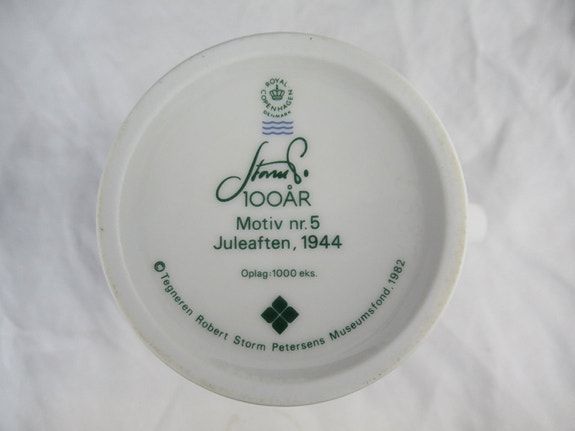 ROYAL
COPENHAGEN
DENMARK
Storm P.
100ÅR
Motiv nr.5
Juleaften, 1944
Oplag:1000 eks.
© Tegneren Robert Storm Petersens Museumsfond. 1982